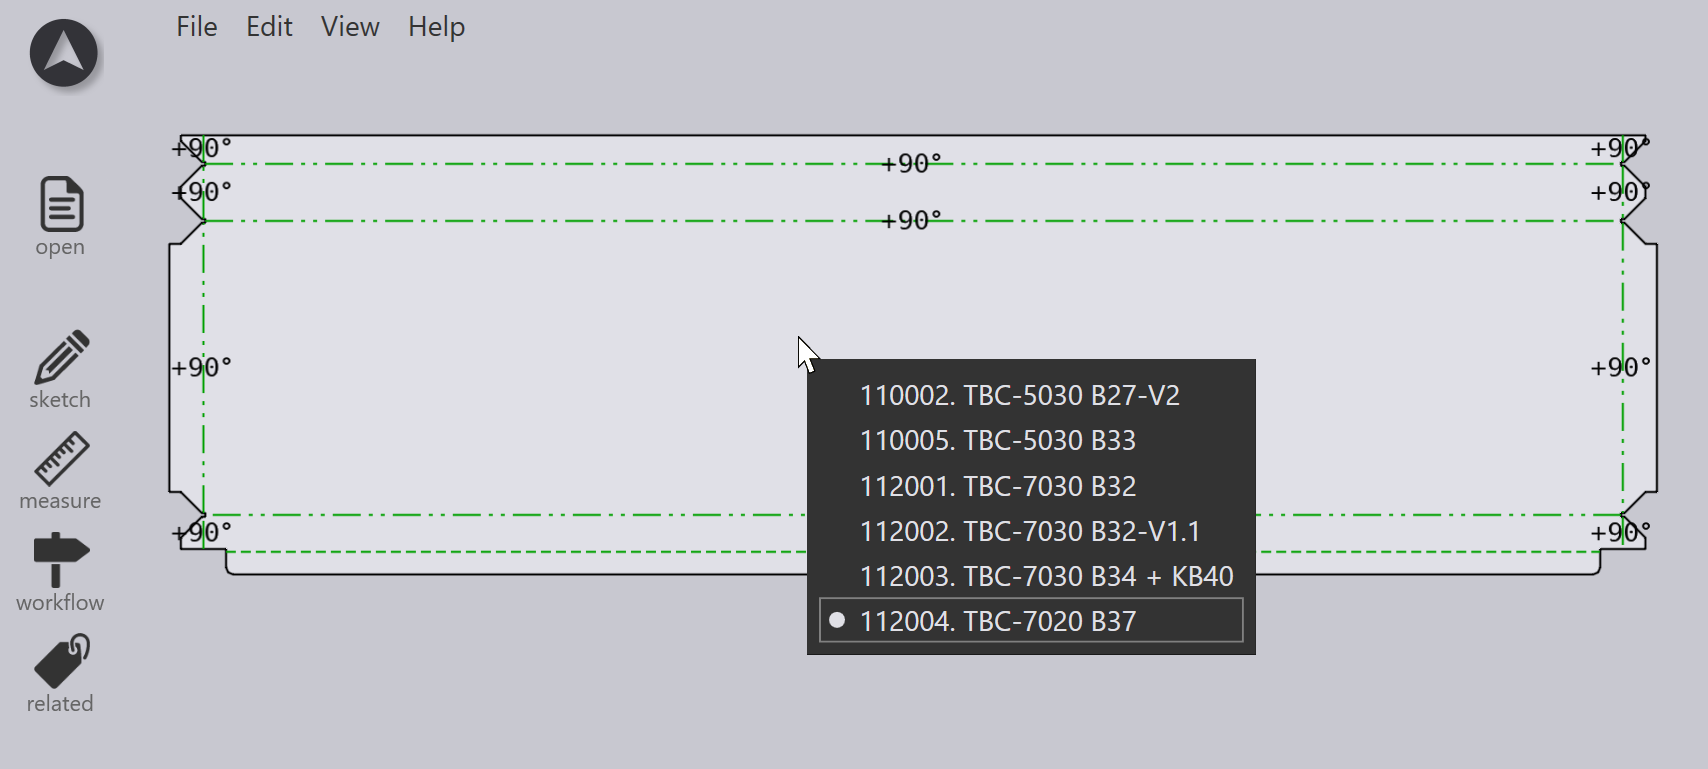 File Edit View Help
+90° +90°
+90°
+90° +90°
+90°
open
+90° +90°
sketch
measure
+90° +90°
workflow
related
110002. TBC-5030 B27-V2
110005. TBC-5030 B33
112001. TBC-7030 B32
112002. TBC-7030 B32-V1.1
112003. TBC-7030 B34 + KB40
112004. TBC-7020 B37